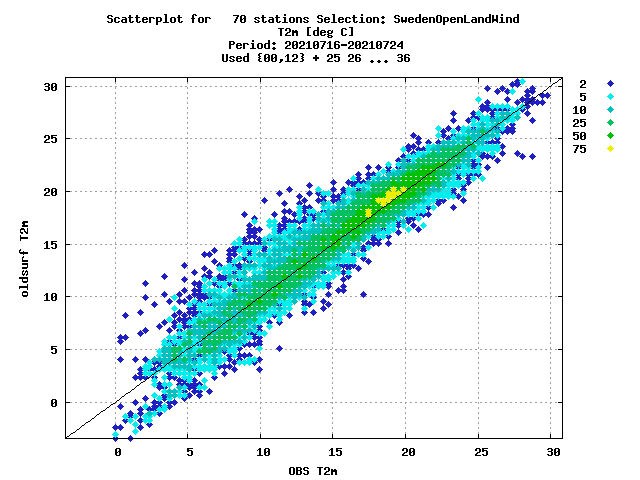 Scatterplot for   70 stations Selection: SwedenOpenLandWind
T2m [deg C]
Period: 20210716-20210724
Used {00,12} + 25 26 ... 36
2
5
10
25
50
75
30
25
20
15
10
5
0
oldsurf T2m
0 5 10 15 20 25 30
OBS T2m